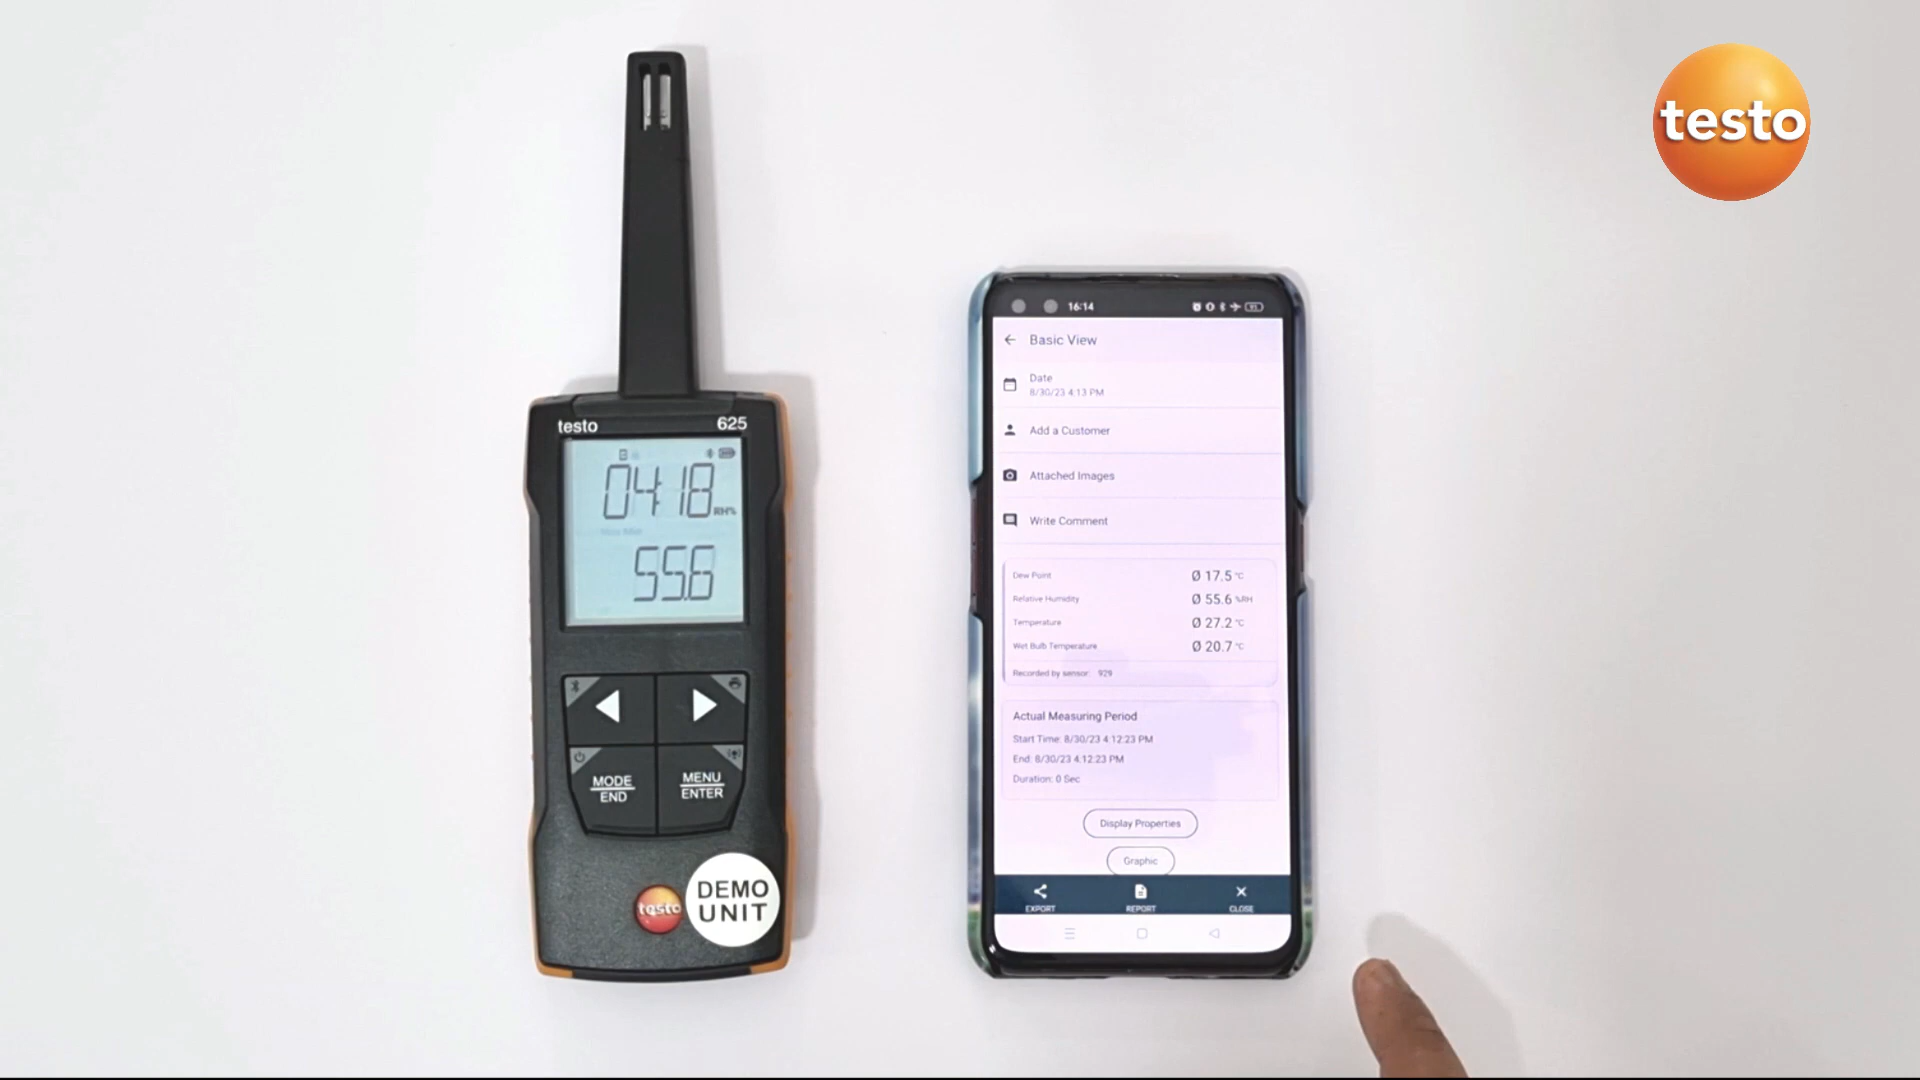 testo
testo 625
04:18 RH%
55.6
MODE
END
MENU
ENTER
testo
DEMO
UNIT
16:14
91
Basic View
Date
8/30/23 4:13 PM
Add a Customer
Attached Images
Write Comment
Dew Point Ø 17.5 °C
Relative Humidity Ø 55.6 %RH
Temperature Ø 27.2 °C
Wet Bulb Temperature Ø 20.7 °C
Recorded by sensor: 929
Actual Measuring Period
Start Time: 8/30/23 4:12:23 PM
End: 8/30/23 4:12:23 PM
Duration: 0 Sec
Display Properties
Graphic
EXPORT REPORT CLOSE